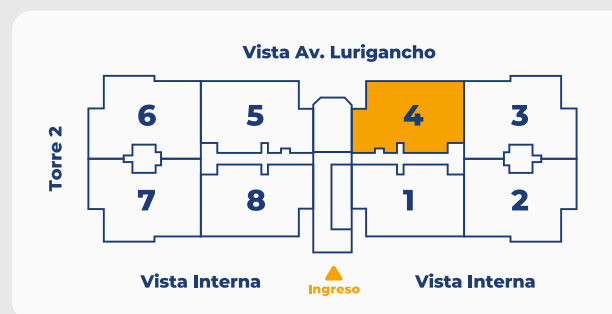 Vista Av. Lurigancho
6 5 4 3
Torre 2
7 8 1 2
Vista Interna Vista Interna
Ingreso